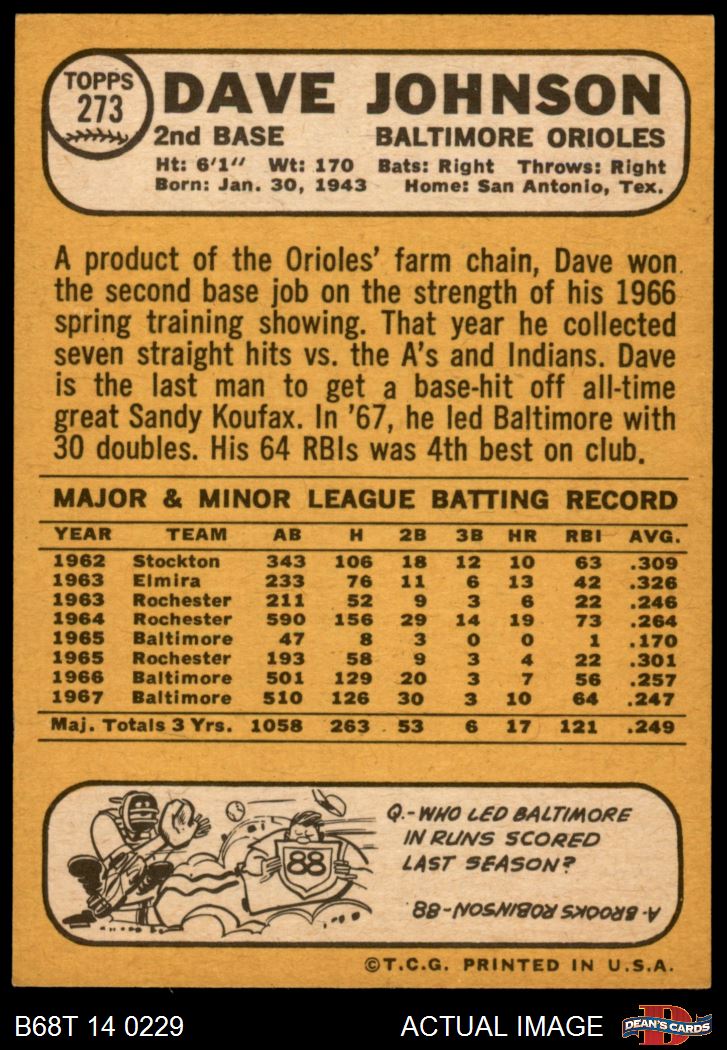 TOPPS
273
DAVE JOHNSON
2nd BASE BALTIMORE ORIOLES
Ht: 6'1" Wt: 170 Bats: Right Throws: Right
Born: Jan. 30, 1943 Home: San Antonio, Tex.
A product of the Orioles' farm chain, Dave won
the second base job on the strength of his 1966
spring training showing. That year he collected
seven straight hits vs. the A's and Indians. Dave
is the last man to get a base-hit off all-time
great Sandy Koufax. In '67, he led Baltimore with
30 doubles. His 64 RBIs was 4th best on club.
MAJOR & MINOR LEAGUE BATTING RECORD
YEAR TEAM AB H 2B 3B HR RBI AVG.
1962 Stockton 343 106 18 12 10 63 .309
1963 Elmira 233 76 11 6 13 42 .326
1963 Rochester 211 52 9 3 6 22 .246
1964 Rochester 590 156 29 14 19 73 .264
1965 Baltimore 47 8 3 0 0 1 .170
1965 Rochester 193 58 9 3 4 22 .301
1966 Baltimore 501 129 20 3 7 56 .257
1967 Baltimore 510 126 30 3 10 64 .247
Maj. Totals 3 Yrs. 1058 263 53 6 17 121 .249
88
Q.-WHO LED BALTIMORE
IN RUNS SCORED
LAST SEASON?
A-BROOKS ROBINSON-88
©T.C.G. PRINTED IN U.S.A.
B68T 14 0229 ACTUAL IMAGE
D
DEAN'S CARDS